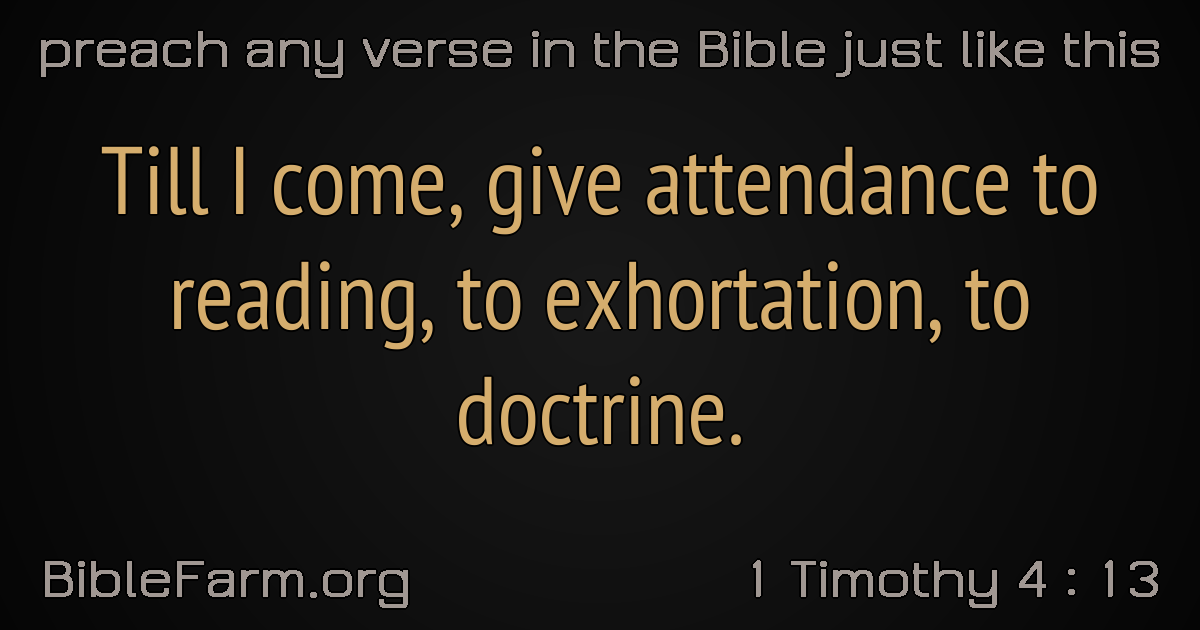 preach any verse in the Bible just like this
Till I come, give attendance to
reading, to exhortation, to
doctrine.
BibleFarm.org
1 Timothy 4 : 13